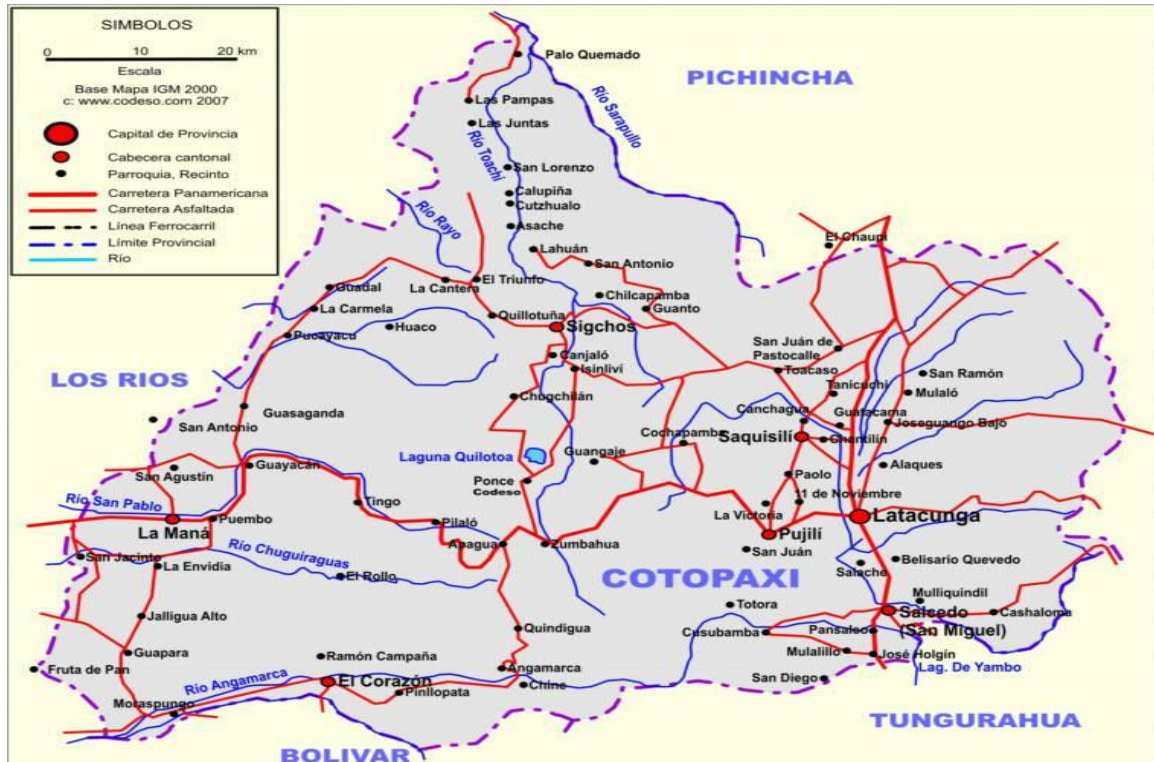 SIMBOLOS
0 10 20 km
Escala
Base Mapa IGM 2000
c: www.codeso.com 2007
Capital de Provincia
Cabecera cantonal
Parroquia, Recinto
Carretera Panamericana
Carretera Asfaltada
Línea Ferrocarril
Límite Provincial
Río
Palo Quemado
PICHINCHA
Las Pampas
Río Sarapullo
Las Juntas
Río Toachi
San Lorenzo
Calupiña
Cutzhualo
Río Rayo
Asache
El Chaupi
Lahuán
San Antonio
Guadal
La Cantera
El Triunfo
Chilcapamba
La Carmela
Guanto
Quillotuña
Huaco
Sigchos
Pucayacu
San Juán de
Pastocalle
Canjaló
Isinliví
Toacaso
San Ramón
LOS RIOS
Tanicuchi
Mulaló
Chugchilán
Guasaganda
Canchagua
San Antonio
Guatacama
Joseguango Bajo
Cochapamba
Saquisilí
Chantilín
Laguna Quilotoa
Guangaje
Guayacán
Alaques
San Agustín
Paolo
Ponce
Codeso
11 de Noviembre
Río San Pablo
Tingo
La Victoria
Latacunga
La Maná
Puembo
Pilaló
Pujilí
Apagua
Zumbahua
San Juán
San Jacinto
Río Chuguiraguas
La Envidia
El Rollo
COTOPAXI
Belisario Quevedo
Salache
Mulliquindil
Totora
Jalligua Alto
Salcedo
(San Miguel)
Cashaloma
Quindigua
Cusubamba
Pansaleo
Guapara
Ramón Campaña
Mulalillo
José Holgín
Fruta de Pan
Angamarca
Lag. De Yambo
Río Angamarca
El Corazón
Chine
San Diego
Pinllopata
Moraspungo
TUNGURAHUA
BOLIVAR